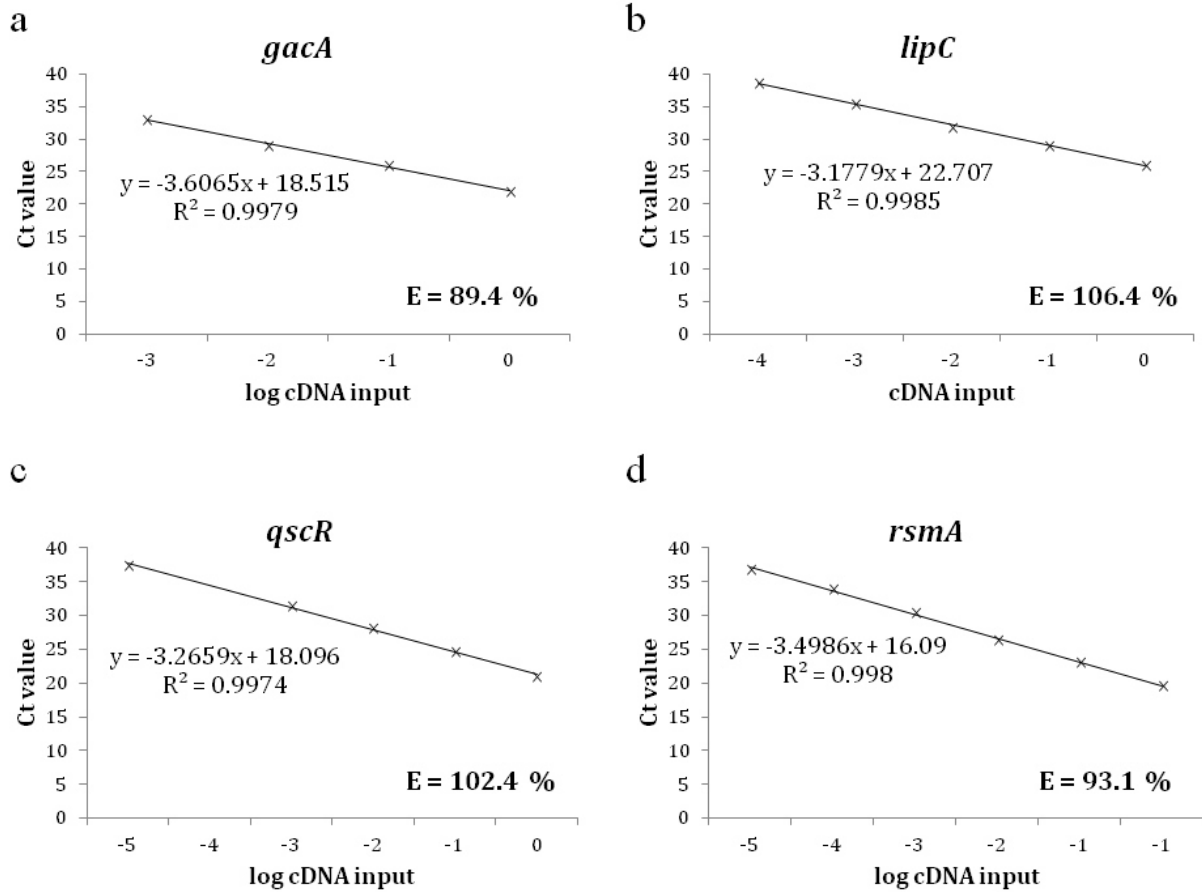 a
gacA
40
35
30
25
20
15
10
5
0
Ct value
y = -3.6065x + 18.515
R² = 0.9979
E = 89.4 %
-3 -2 -1 0
log cDNA input
b
lipC
40
35
30
25
20
15
10
5
0
Ct value
y = -3.1779x + 22.707
R² = 0.9985
E = 106.4 %
-4 -3 -2 -1 0
cDNA input
c
qscR
40
35
30
25
20
15
10
5
0
Ct value
y = -3.2659x + 18.096
R² = 0.9974
E = 102.4 %
-5 -4 -3 -2 -1 0
log cDNA input
d
rsmA
40
35
30
25
20
15
10
5
0
Ct value
y = -3.4986x + 16.09
R² = 0.998
E = 93.1 %
-5 -4 -3 -2 -1 -1
log cDNA input